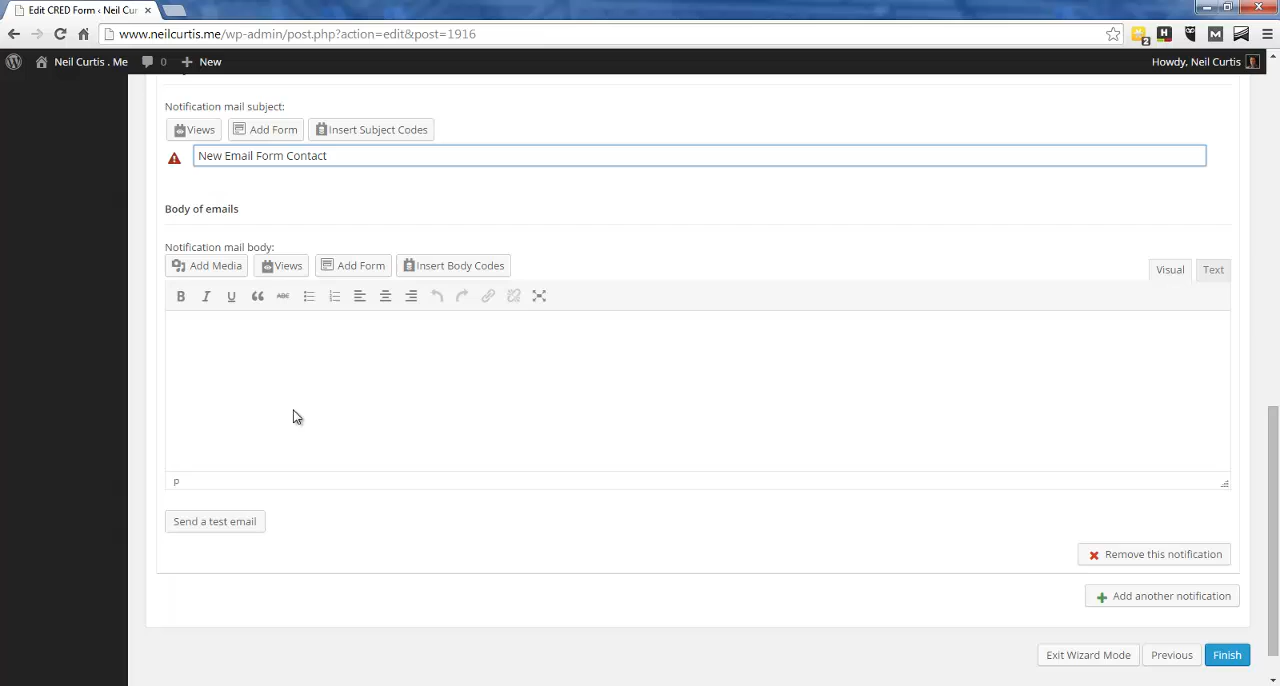 Edit CRED Form ‹ Neil Cur ×
www.neilcurtis.me/wp-admin/post.php?action=edit&post=1916
2
H
M
Neil Curtis . Me
0
New
Howdy, Neil Curtis
Notification mail subject:
Views
Add Form
Insert Subject Codes
New Email Form Contact
Body of emails
Notification mail body:
Add Media
Views
Add Form
Insert Body Codes
Visual
Text
B I U ABC
p
Send a test email
Remove this notification
Add another notification
Exit Wizard Mode
Previous
Finish